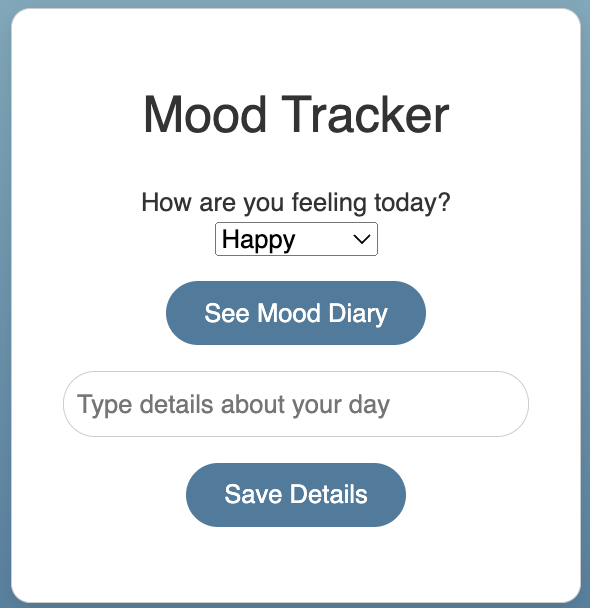 Mood Tracker
How are you feeling today?
Happy
See Mood Diary
Type details about your day
Save Details